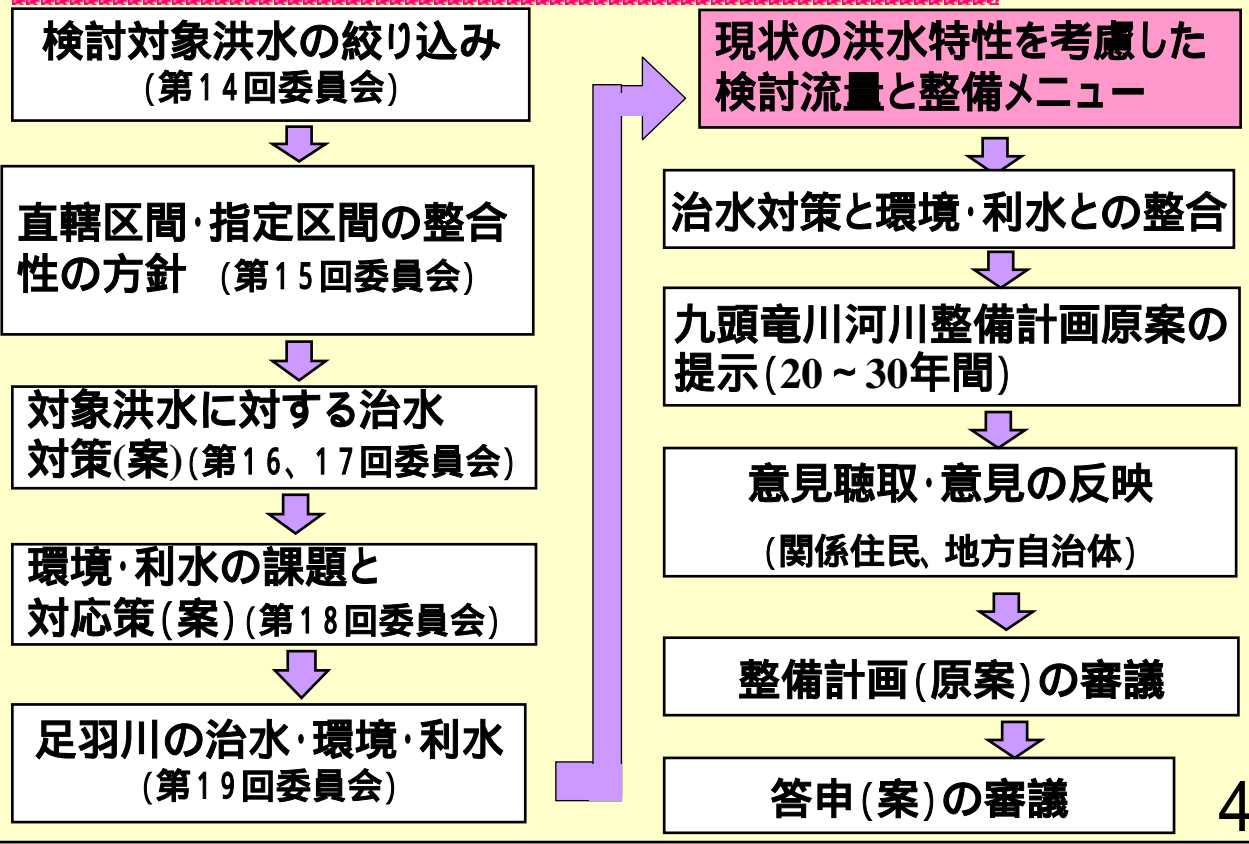 検討対象洪水の絞り込み
(第14回委員会)
直轄区間･指定区間の整合
性の方針 (第15回委員会)
対象洪水に対する治水
対策(案)(第16、17回委員会)
環境･利水の課題と
対応策(案)(第18回委員会)
足羽川の治水･環境･利水
(第19回委員会)
現状の洪水特性を考慮した
検討流量と整備メニュー
治水対策と環境･利水との整合
九頭竜川河川整備計画原案の
提示(20~30年間)
意見聴取･意見の反映
(関係住民、地方自治体)
整備計画(原案)の審議
答申(案)の審議
4